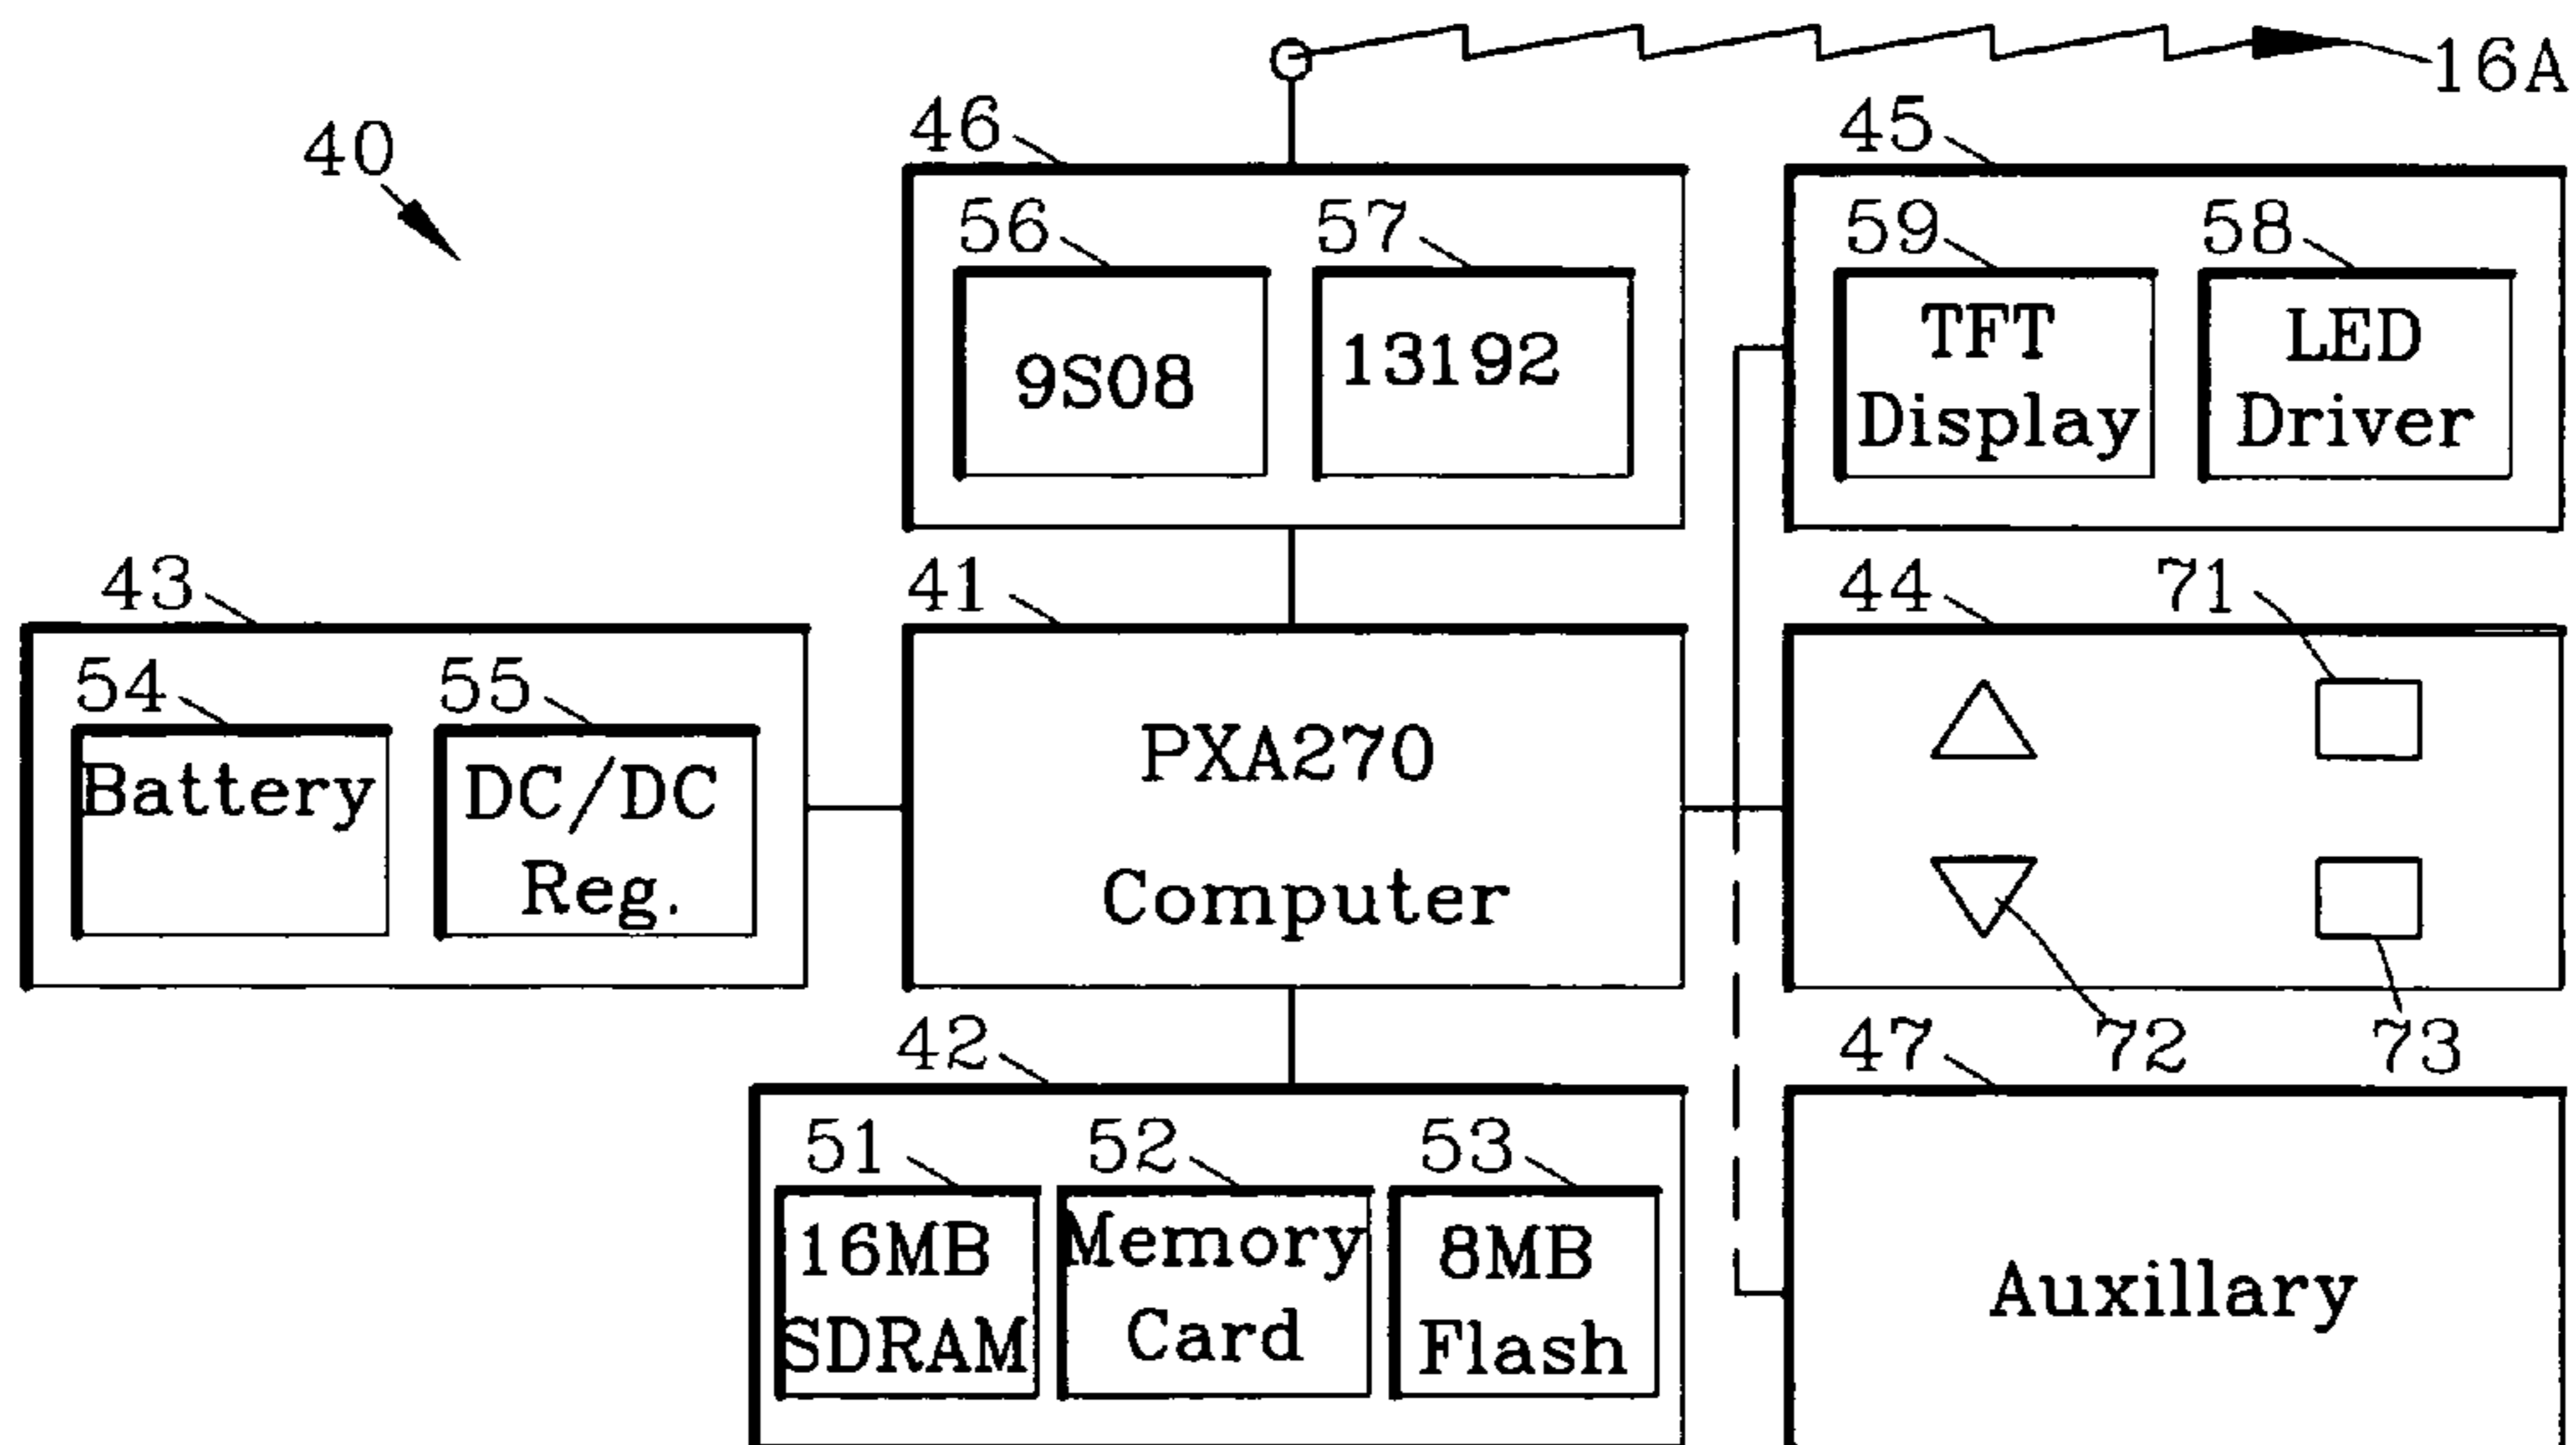 16A
40
46
45
56
57
59
58
9S08
13192
TFT
Display
LED
Driver
43
41
44
71
54
55
Battery
DC/DC
Reg.
PXA270
Computer
72
73
42
47
51
52
53
16MB
SDRAM
Memory
Card
8MB
Flash
Auxillary